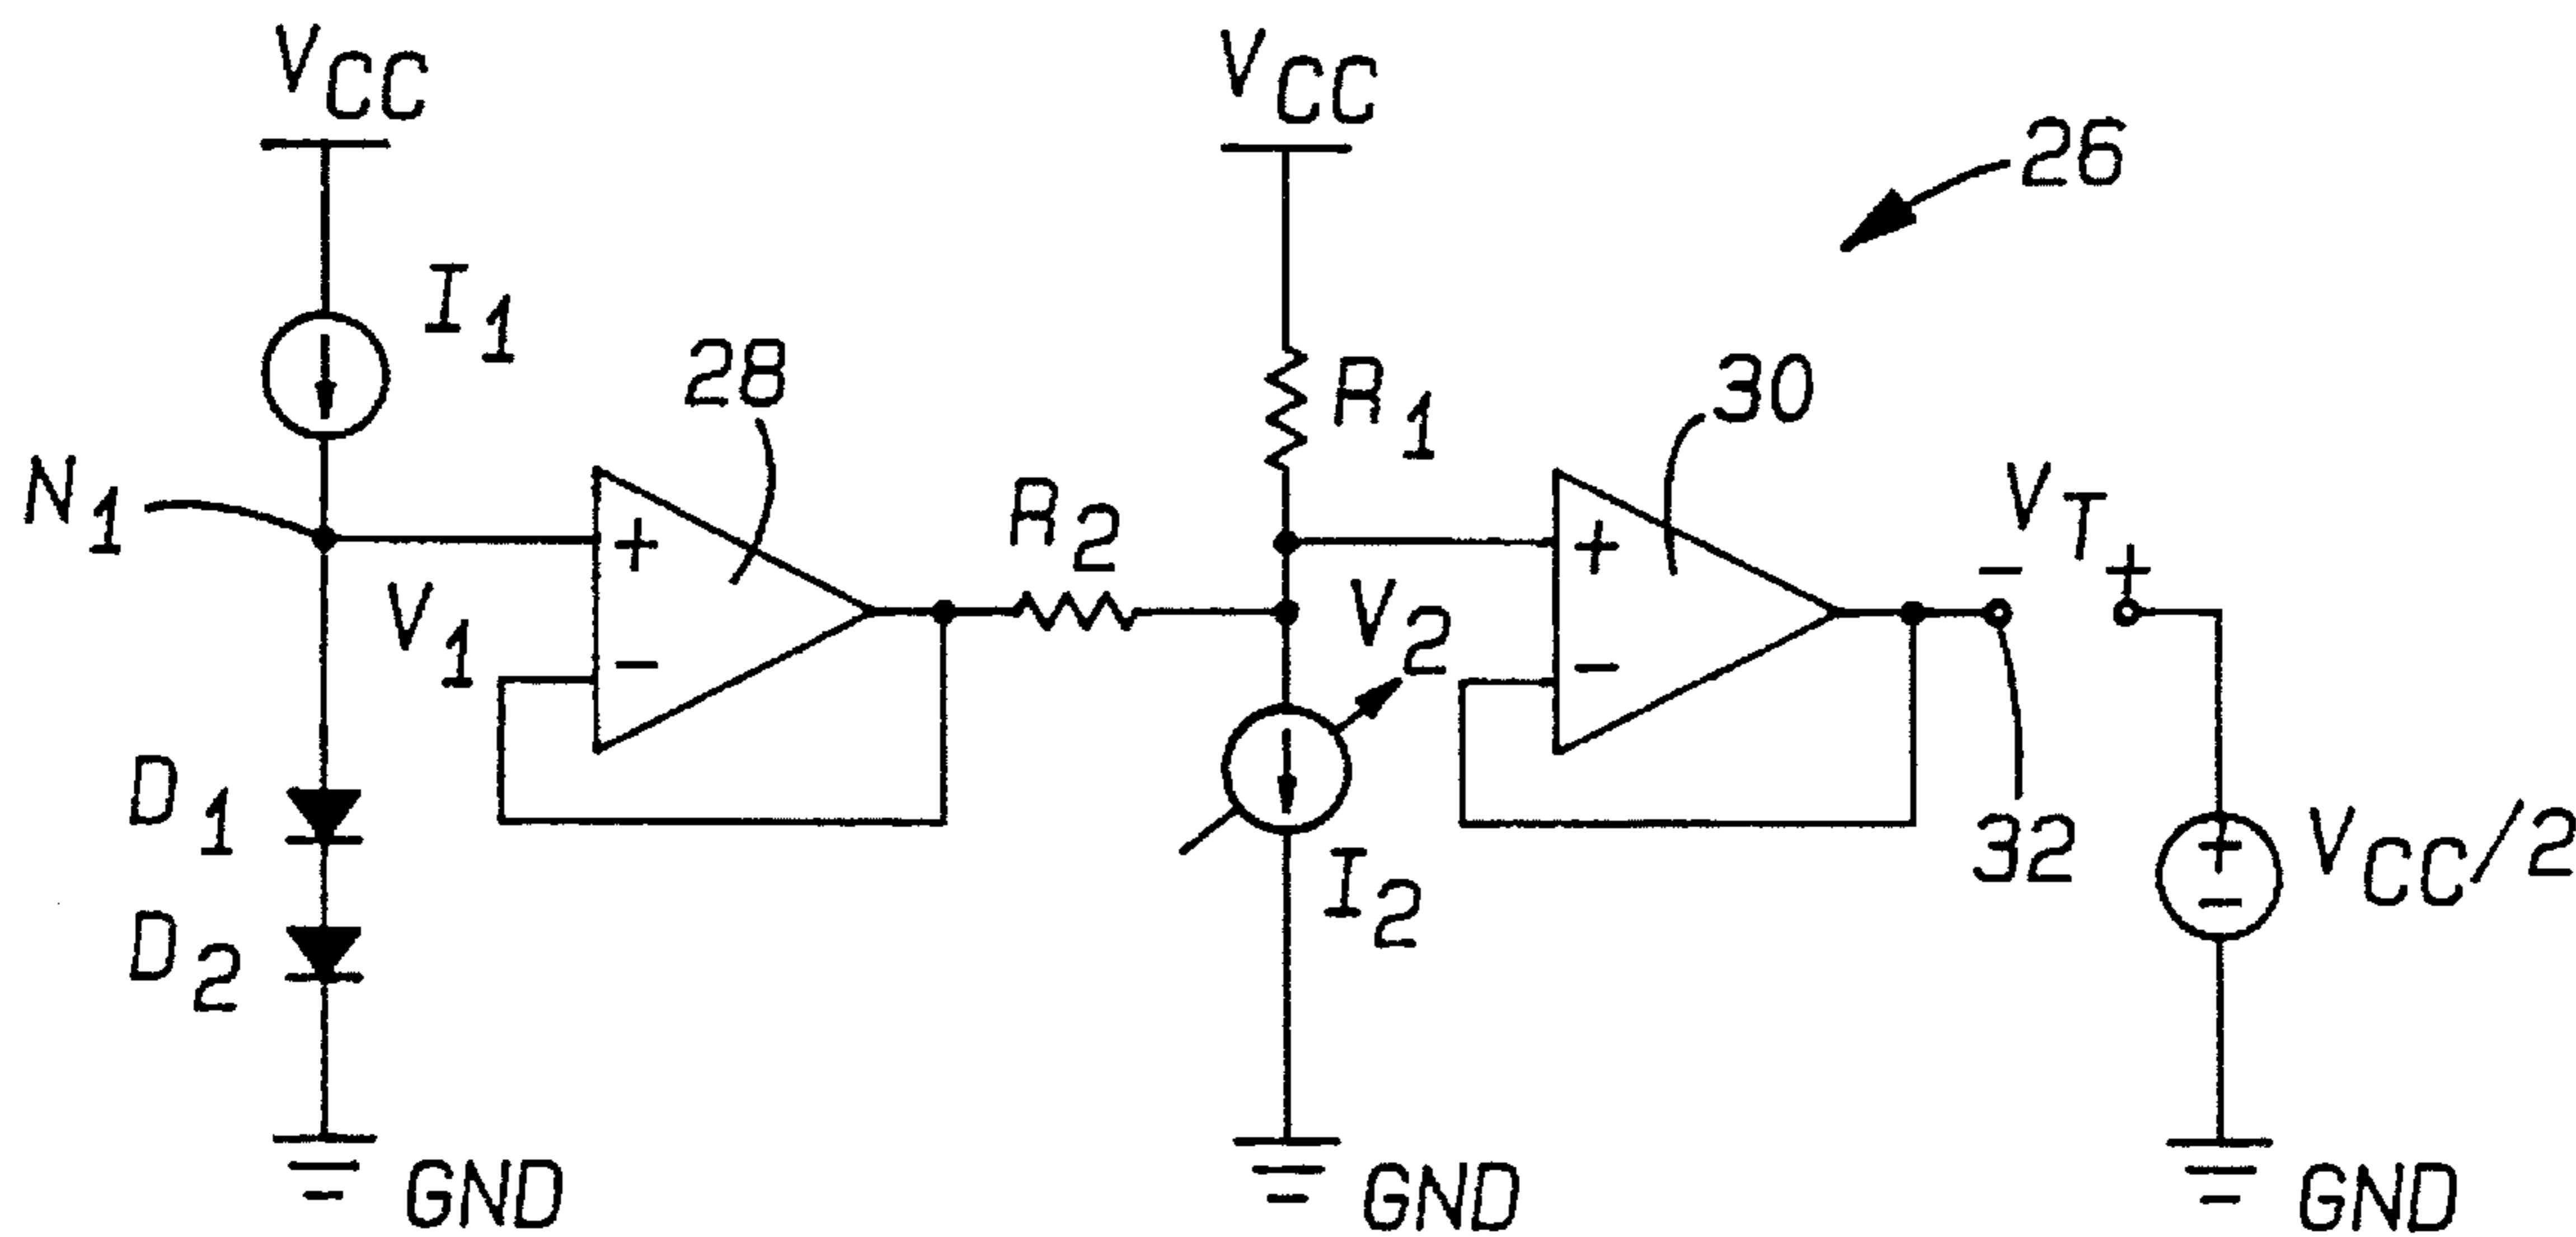 VCC
VCC
26
I1
28
R1
30
N1
R2
VT
+
+
- +
V1
V2
-
-
D1
32
+
-
VCC/2
I2
D2
GND
GND
GND